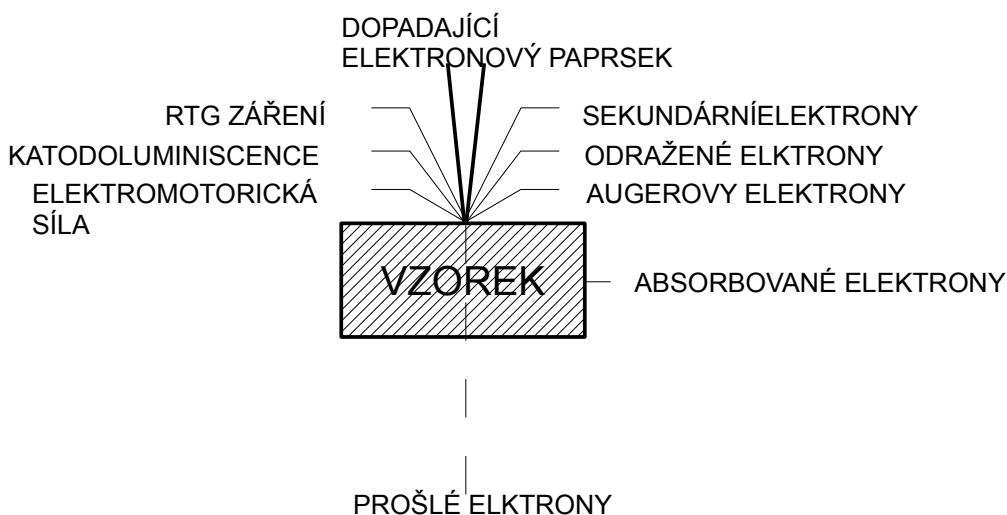 DOPADAJÍCÍ
ELEKTRONOVÝ PAPRSEK
RTG ZÁŘENÍ
SEKUNDÁRNÍELEKTRONY
KATODOLUMINISCENCE
ODRAŽENÉ ELKTRONY
ELEKTROMOTORICKÁ
SÍLA
AUGEROVY ELEKTRONY
VZOREK
ABSORBOVANÉ ELEKTRONY
PROŠLÉ ELKTRONY